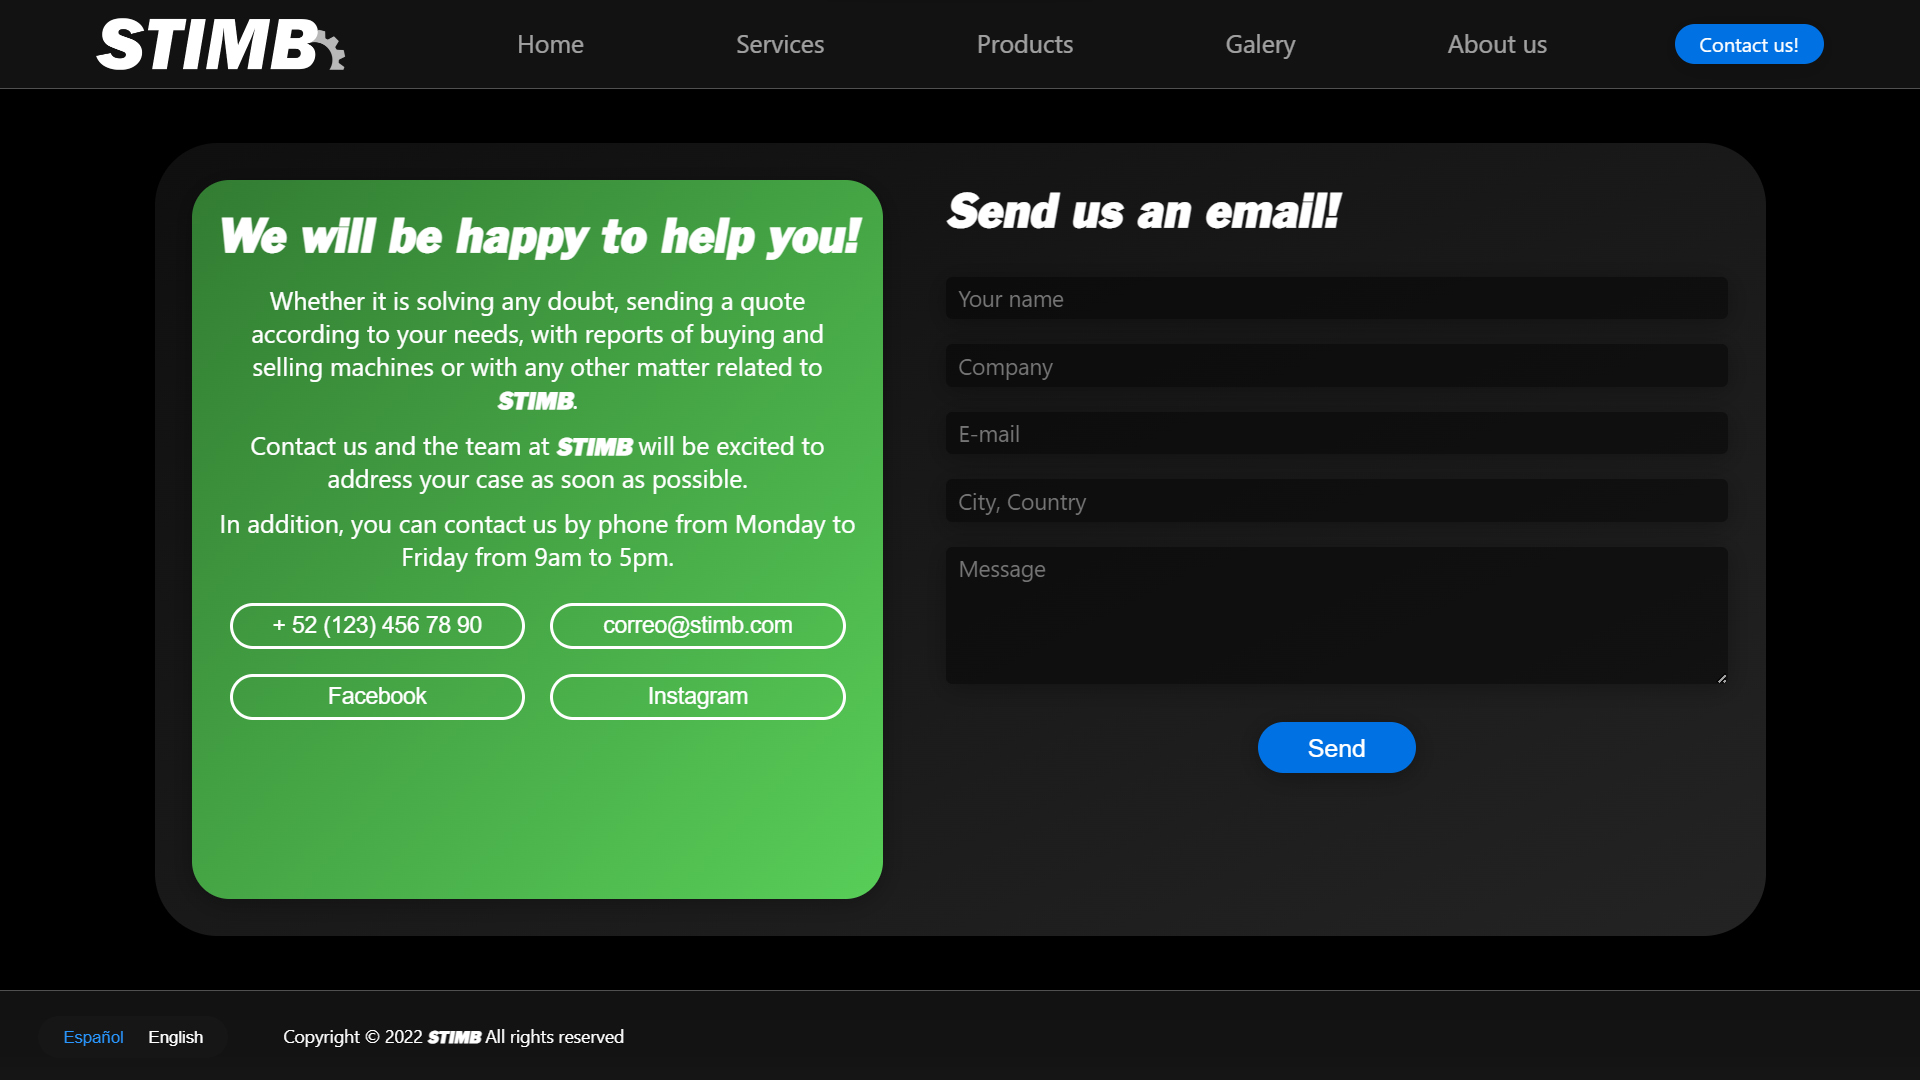 STIMB
Home
Services
Products
Galery
About us
Contact us!
We will be happy to help you!
Whether it is solving any doubt, sending a quote
according to your needs, with reports of buying and
selling machines or with any other matter related to
STIMB.
Contact us and the team at STIMB will be excited to
address your case as soon as possible.
In addition, you can contact us by phone from Monday to
Friday from 9am to 5pm.
+ 52 (123) 456 78 90
correo@stimb.com
Facebook
Instagram
Send us an email!
Your name
Company
E-mail
City, Country
Message
Send
Español
English
Copyright © 2022 STIMB All rights reserved